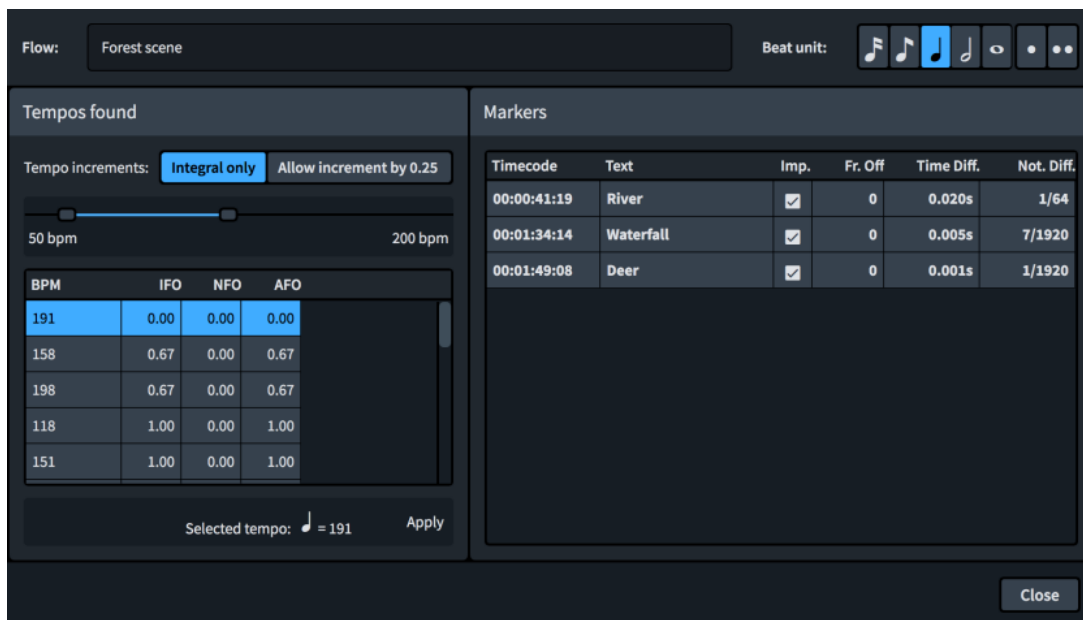 Flow: Forest scene Beat unit:
Tempos found
Tempo increments: Integral only Allow increment by 0.25
50 bpm 200 bpm
BPM IFO NFO AFO
191 0.00 0.00 0.00
158 0.67 0.00 0.67
198 0.67 0.00 0.67
118 1.00 0.00 1.00
151 1.00 0.00 1.00
Selected tempo: ♩ = 191 Apply
Markers
Timecode Text Imp. Fr. Off Time Diff. Not. Diff.
00:00:41:19 River 0 0.020s 1/64
00:01:34:14 Waterfall 0 0.005s 7/1920
00:01:49:08 Deer 0 0.001s 1/1920
Close